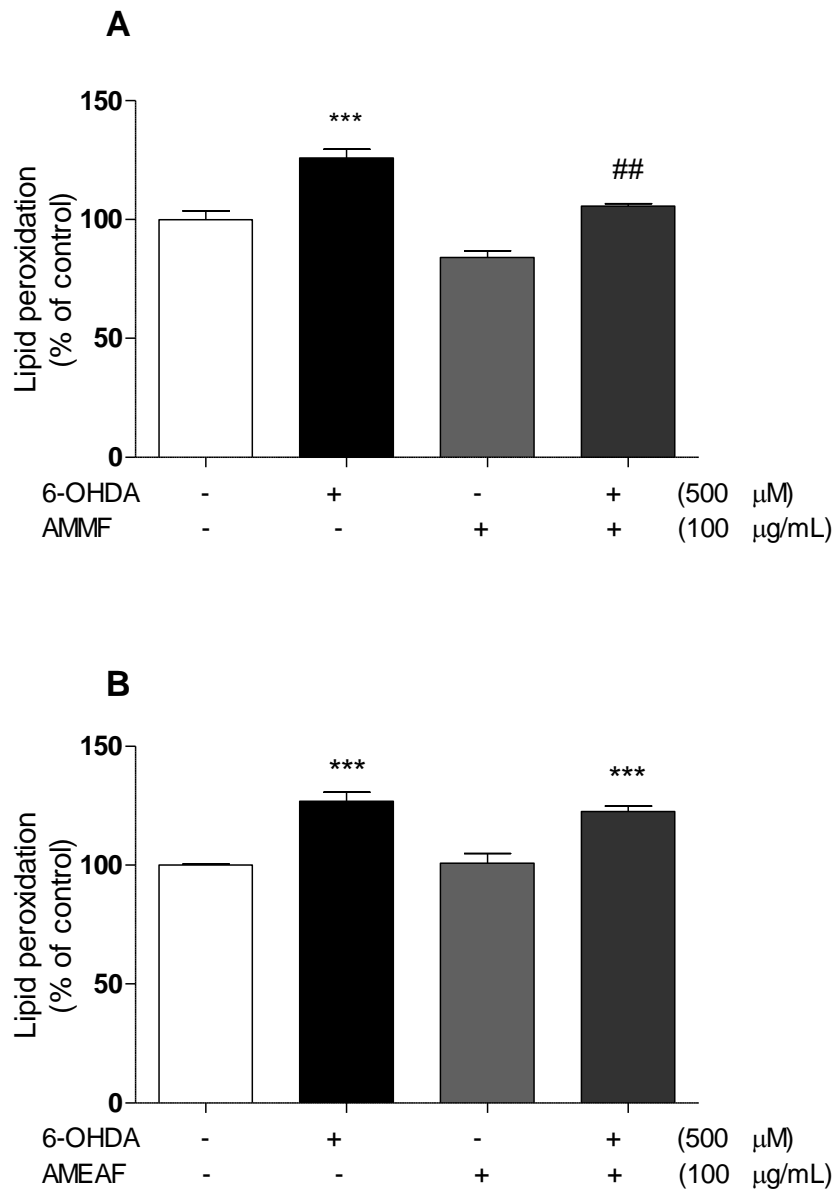 A
Lipid peroxidation
(% of control)
150
100
50
0
***
##
6-OHDA - + - + (500 μM)
AMMF - - + + (100 μg/mL)
B
Lipid peroxidation
(% of control)
150
100
50
0
***
***
6-OHDA - + - + (500 μM)
AMEAF - - + + (100 μg/mL)